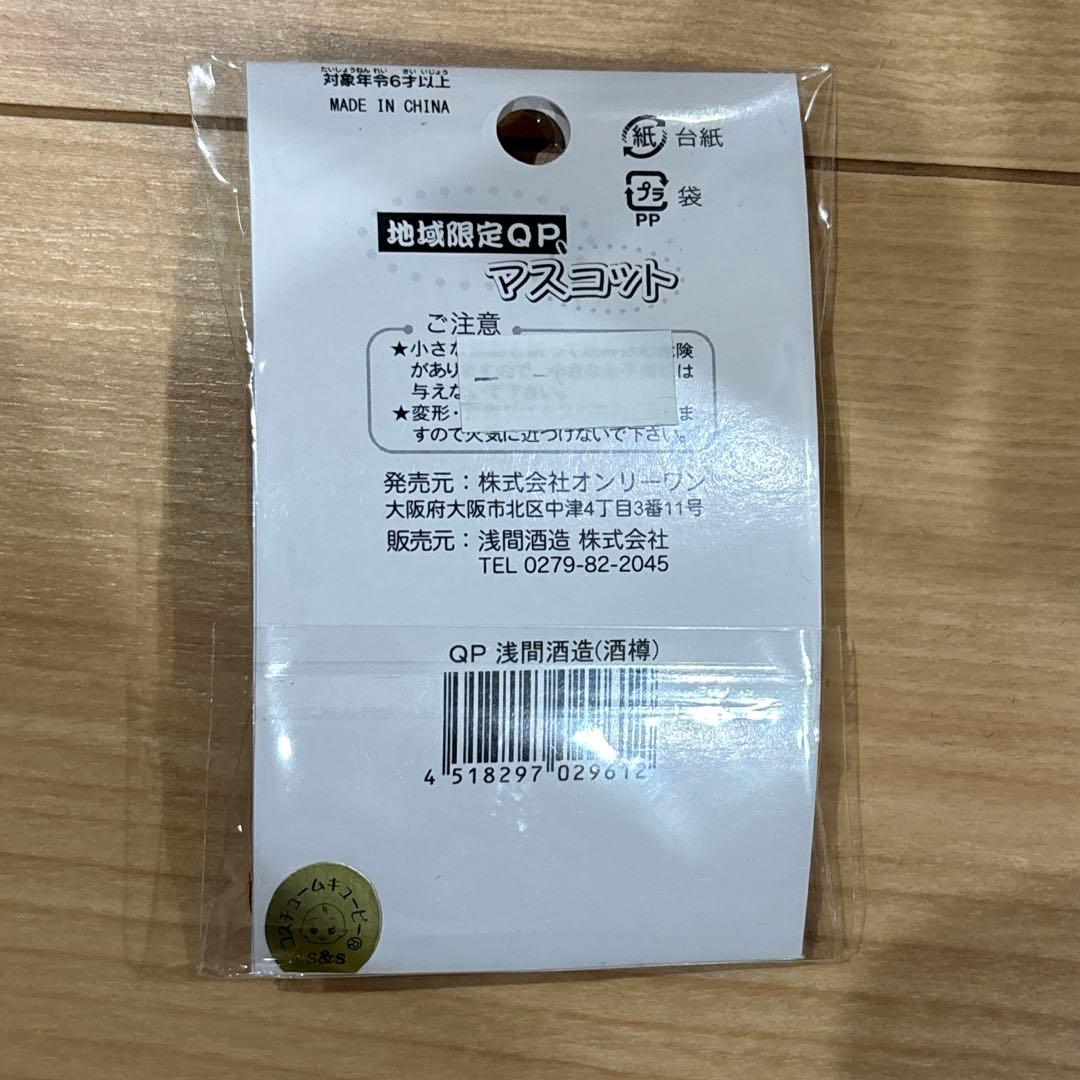 たいしょうねんれい さい いじょう
対象年令6才以上
MADE IN CHINA
紙 台紙
プラ 袋
PP
地域限定QP
マスコット
ご注意
★小さな 険
があり は
与えな
★変形・ ま
すので火気に近づけないで下さい。
発売元：株式会社オンリーワン
大阪府大阪市北区中津4丁目3番11号
販売元：浅間酒造 株式会社
TEL 0279-82-2045
QP 浅間酒造(酒樽)
4 518297 029612
コスチュームキューピー®
S&S